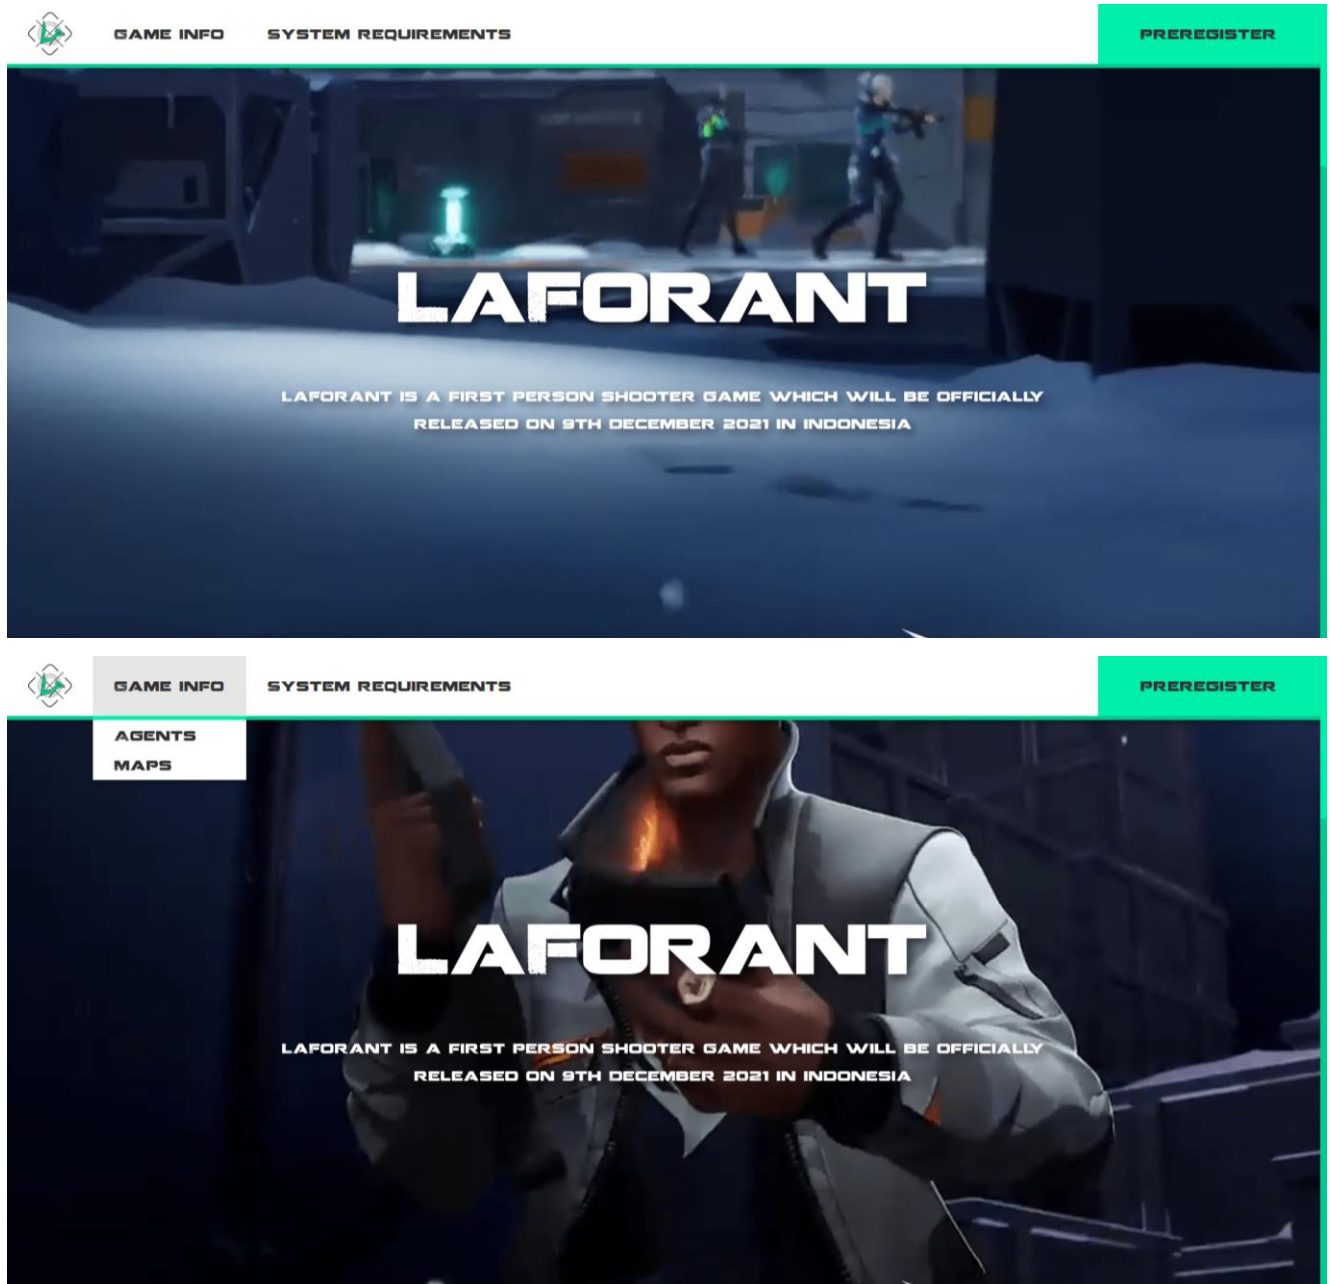 GAME INFO
SYSTEM REQUIREMENTS
PREREGISTER
LAFORANT
LAFORANT IS A FIRST PERSON SHOOTER GAME WHICH WILL BE OFFICIALLY
RELEASED ON 9TH DECEMBER 2021 IN INDONESIA
GAME INFO
SYSTEM REQUIREMENTS
PREREGISTER
AGENTS
MAPS
LAFORANT
LAFORANT IS A FIRST PERSON SHOOTER GAME WHICH WILL BE OFFICIALLY
RELEASED ON 9TH DECEMBER 2021 IN INDONESIA